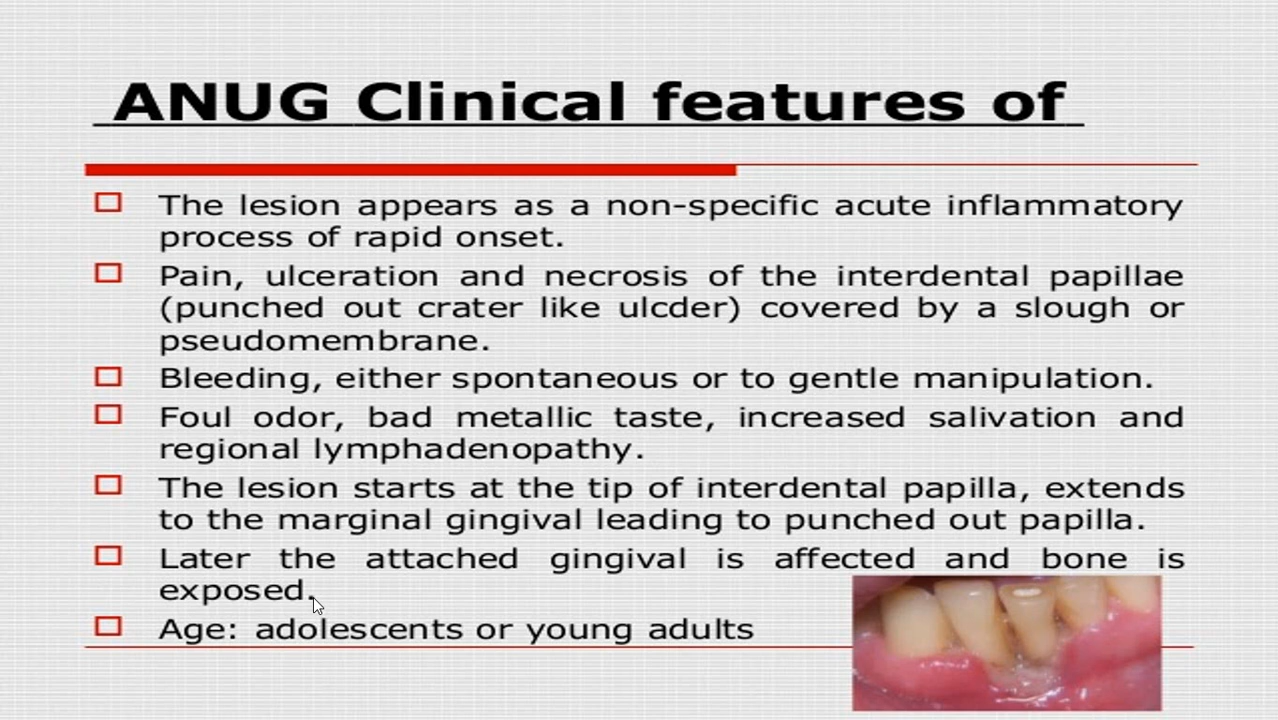 ANUG Clinical features of
The lesion appears as a non-specific acute inflammatory
process of rapid onset.
Pain, ulceration and necrosis of the interdental papillae
(punched out crater like ulcder) covered by a slough or
pseudomembrane.
Bleeding, either spontaneous or to gentle manipulation.
Foul odor, bad metallic taste, increased salivation and
regional lymphadenopathy.
The lesion starts at the tip of interdental papilla, extends
to the marginal gingival leading to punched out papilla.
Later the attached gingival is affected and bone is
exposed.
Age: adolescents or young adults